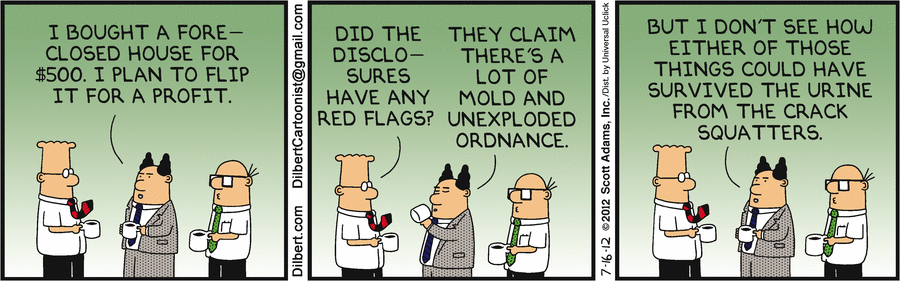 I BOUGHT A FORE–
CLOSED HOUSE FOR
$500. I PLAN TO FLIP
IT FOR A PROFIT.
Dilbert.com DilbertCartoonist@gmail.com
DID THE
DISCLO–
SURES
HAVE ANY
RED FLAGS?
THEY CLAIM
THERE'S A
LOT OF
MOLD AND
UNEXPLODED
ORDNANCE.
7-16-12 ©2012 Scott Adams, Inc./Dist. by Universal Uclick
BUT I DON'T SEE HOW
EITHER OF THOSE
THINGS COULD HAVE
SURVIVED THE URINE
FROM THE CRACK
SQUATTERS.